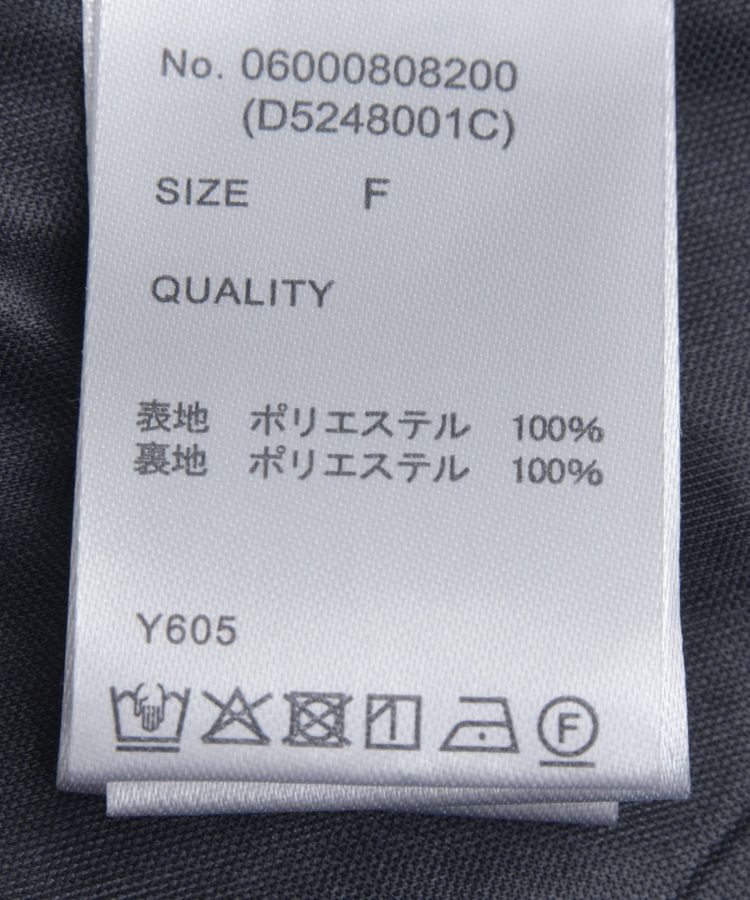 No. 06000808200
(D5248001C)
SIZE F
QUALITY
表地 ポリエステル 100%
裏地 ポリエステル 100%
Y605
F